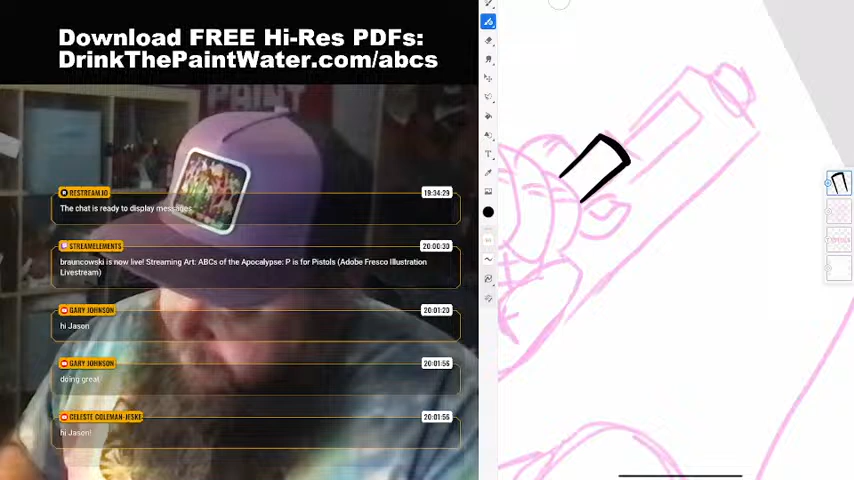 Download FREE Hi-Res PDFs:
DrinkThePaintWater.com/abcs
PAINT
RESTREAM.IO
19:34:29
The chat is ready to display messages
STREAMELEMENTS
20:00:30
brauncowski is now live! Streaming Art: ABCs of the Apocalypse: P is for Pistols (Adobe Fresco Illustration
Livestream)
GARY JOHNSON
20:01:20
hi Jason
GARY JOHNSON
20:01:56
doing great
CELESTE COLEMAN-JESKE
20:01:56
hi Jason!